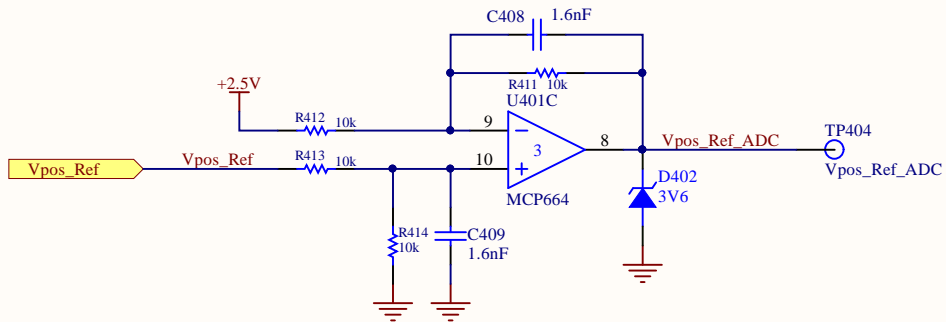 C408 1.6nF
R411 10k
+2.5V
U401C
R412 10k
9
8
Vpos_Ref_ADC
TP404
Vpos_Ref
Vpos_Ref
R413 10k
10
3
Vpos_Ref_ADC
MCP664
D402
3V6
R414
10k
C409
1.6nF